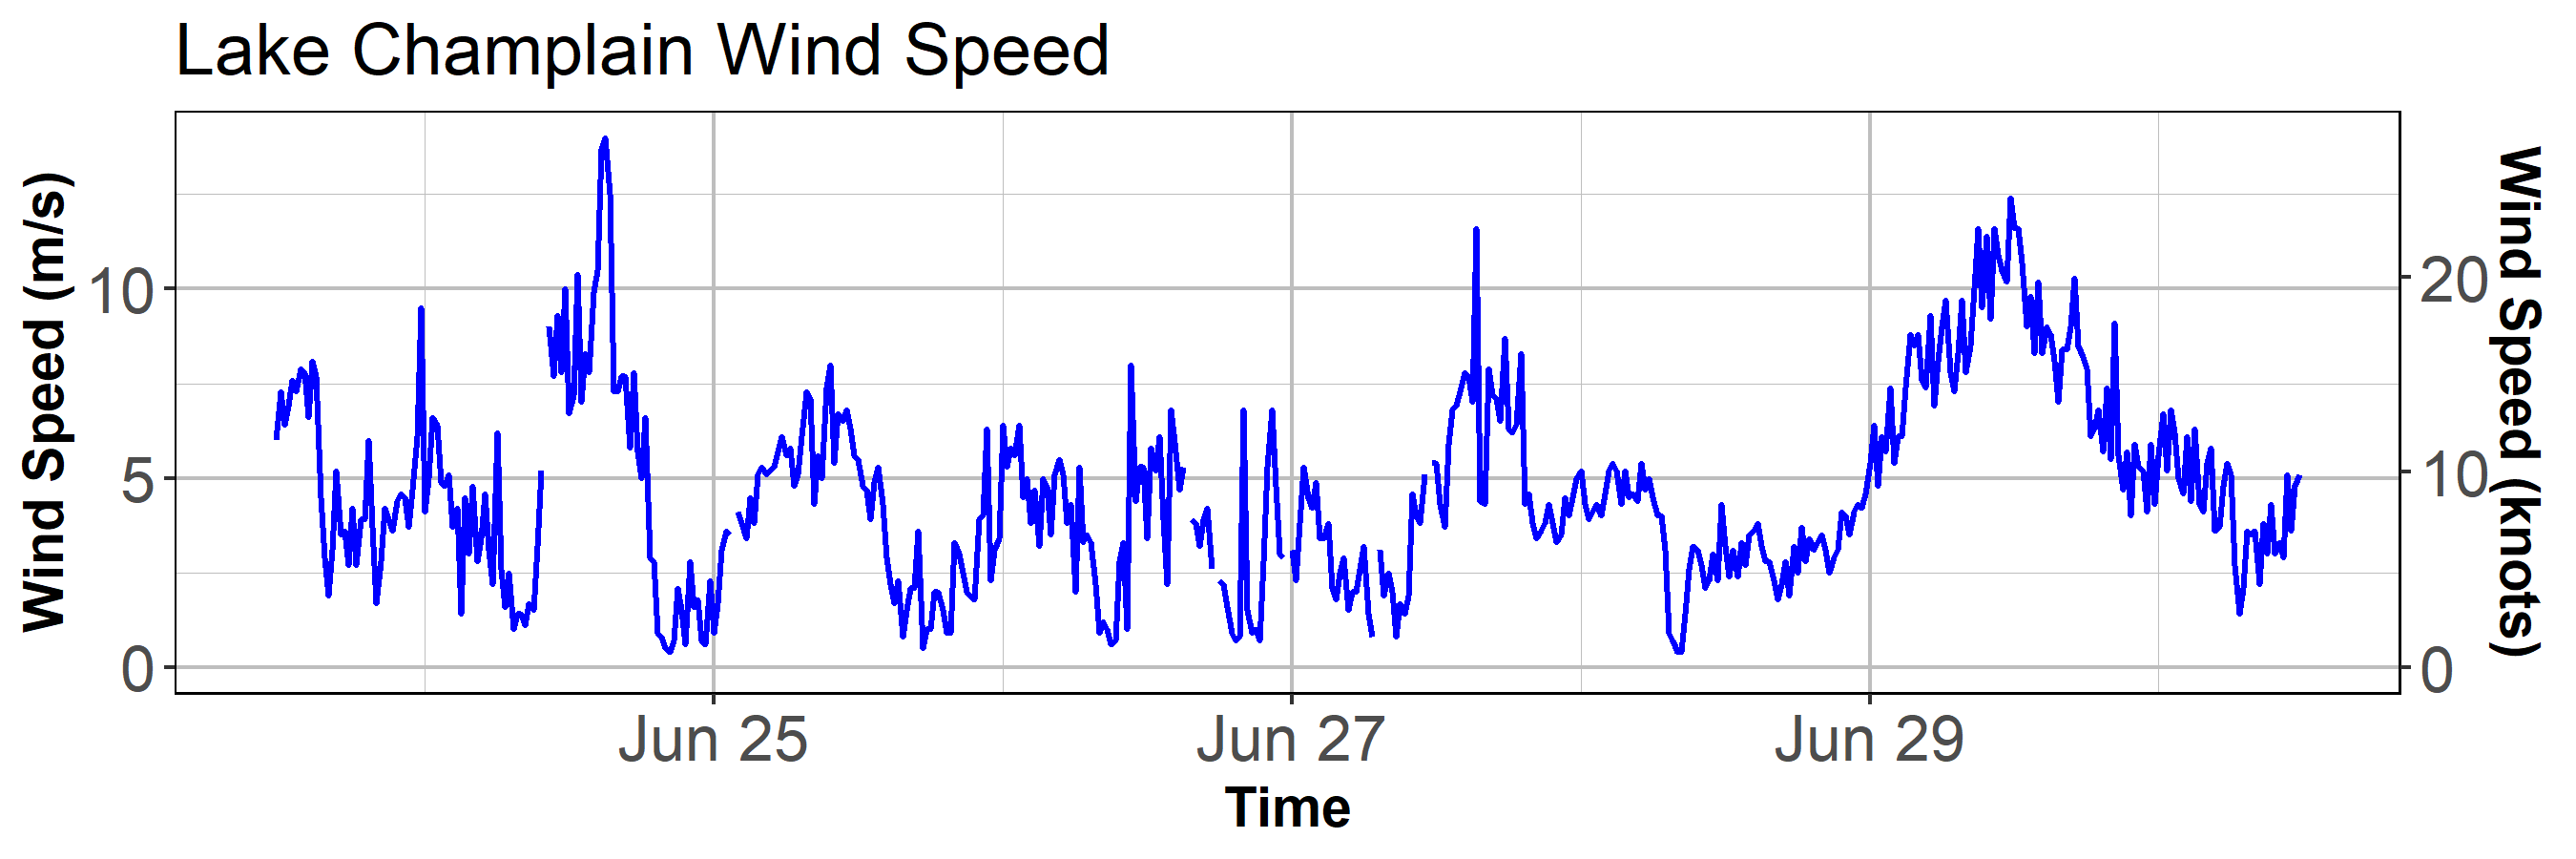 Lake Champlain Wind Speed
Wind Speed (m/s)
10
5
0
20
10
0
Wind Speed (knots)
Jun 25
Jun 27
Jun 29
Time